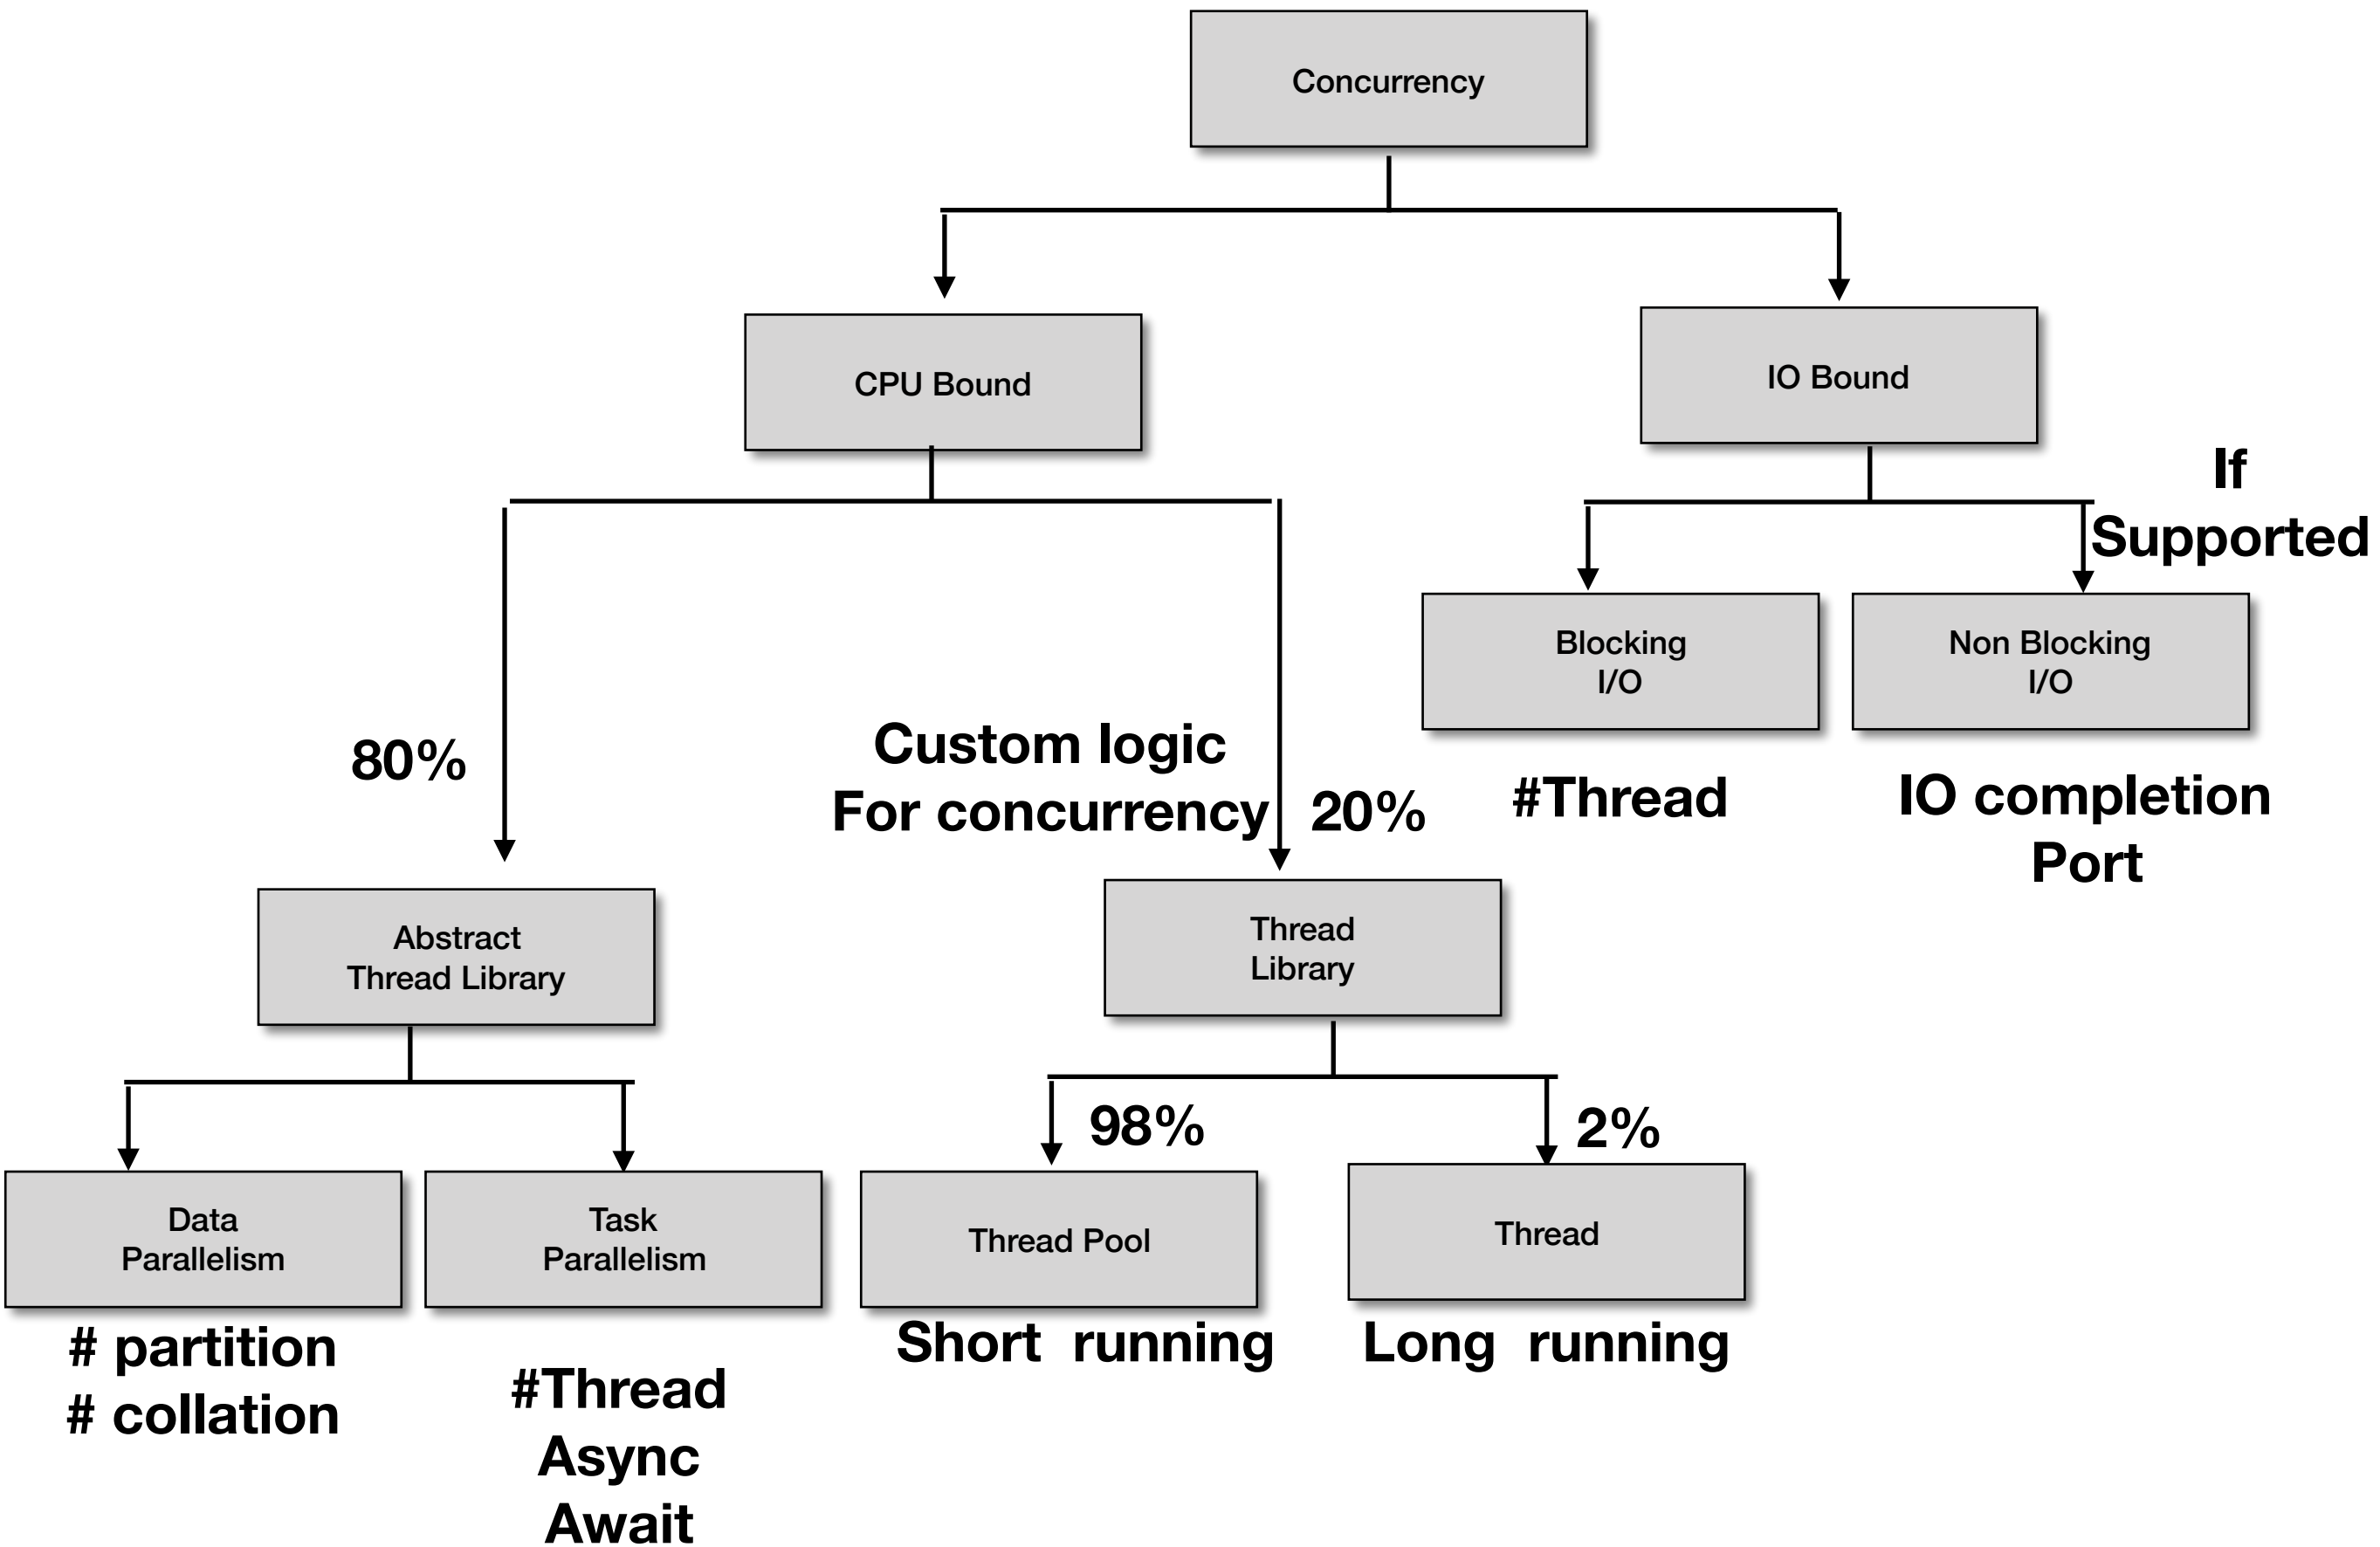 Concurrency
CPU Bound
IO Bound
If
Supported
Blocking
I/O
Non Blocking
I/O
80%
Custom logic
For concurrency
20%
#Thread
IO completion
Port
Abstract
Thread Library
Thread
Library
98%
2%
Data
Parallelism
Task
Parallelism
Thread Pool
Thread
# partition
# collation
#Thread
Async
Await
Short running
Long running